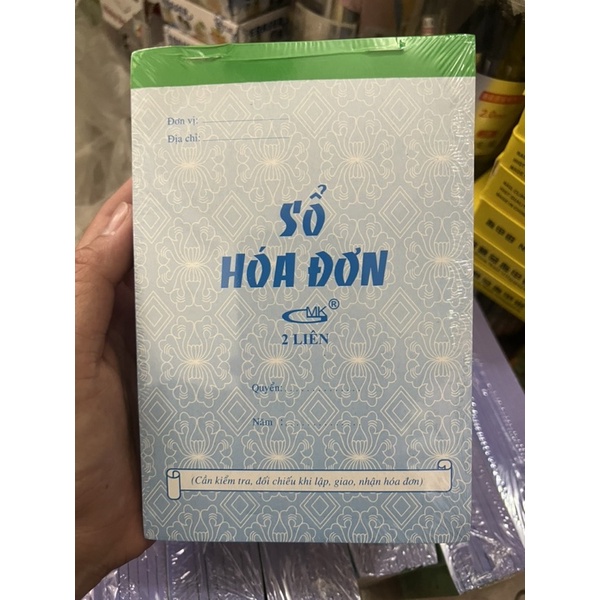 Đơn vị:
Địa chỉ:
SỔ
HÓA ĐƠN
MK ®
2 LIÊN
Quyển:
Năm :
(Cần kiểm tra, đối chiếu khi lập, giao, nhận hóa đơn)